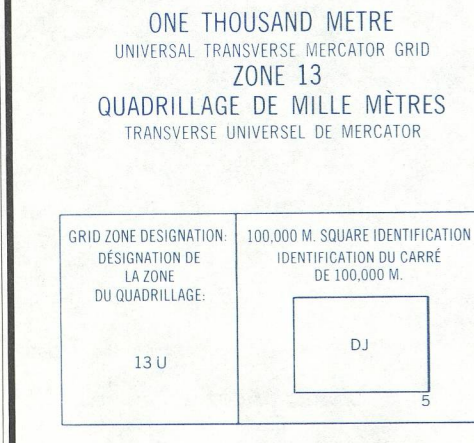 ONE THOUSAND METRE
UNIVERSAL TRANSVERSE MERCATOR GRID
ZONE 13
QUADRILLAGE DE MILLE MÈTRES
TRANSVERSE UNIVERSEL DE MERCATOR
GRID ZONE DESIGNATION:
DÉSIGNATION DE
LA ZONE
DU QUADRILLAGE:
13 U
100,000 M. SQUARE IDENTIFICATION
IDENTIFICATION DU CARRÉ
DE 100,000 M.
DJ
5